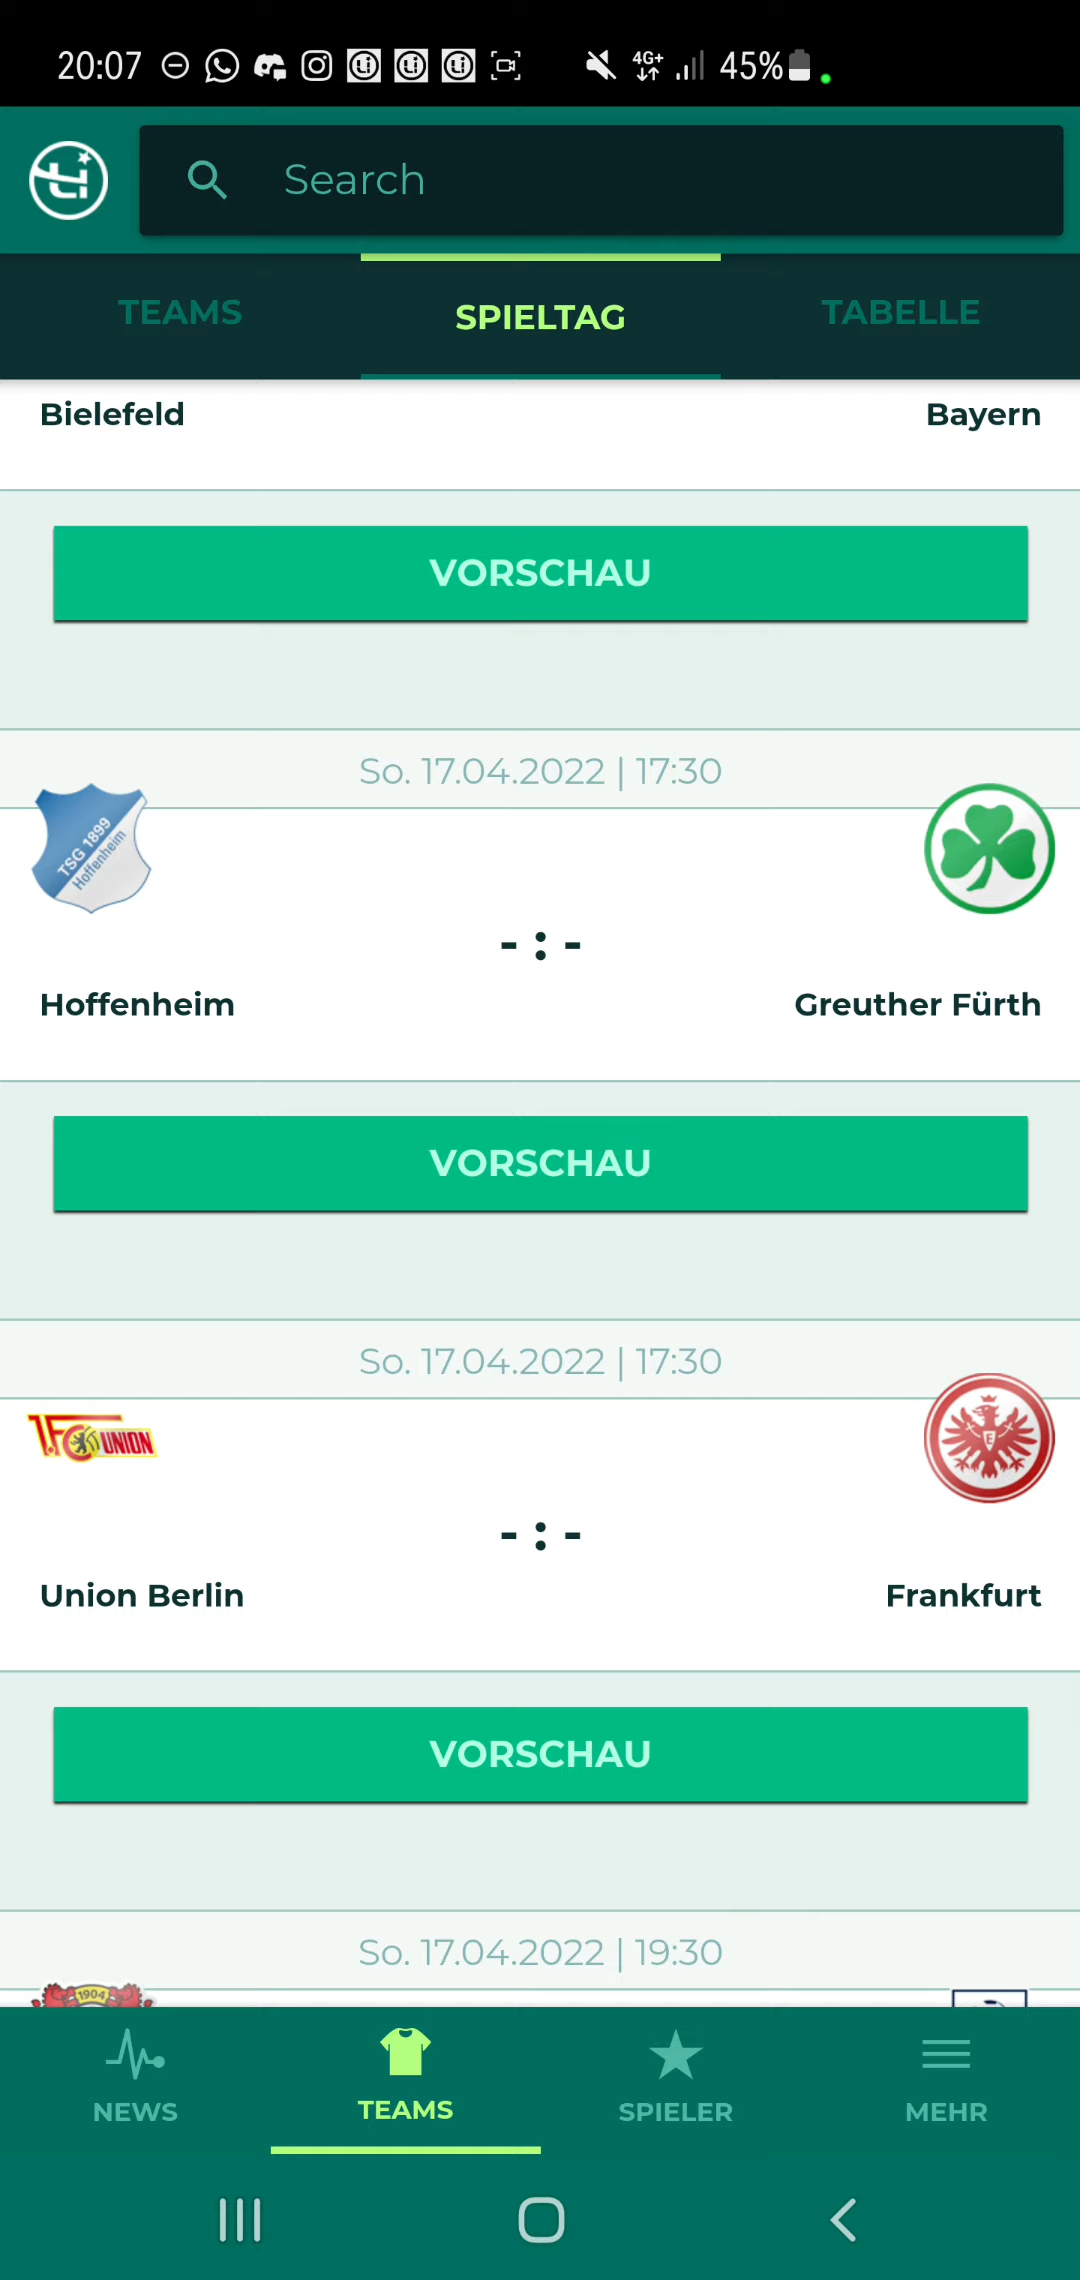 20:07 4G+ 45%
Search
TEAMS SPIELTAG TABELLE
Bielefeld Bayern
VORSCHAU
So. 17.04.2022 | 17:30
TSG 1899
Hoffenheim
- : -
Hoffenheim Greuther Fürth
VORSCHAU
So. 17.04.2022 | 17:30
1.FC UNION
E
- : -
Union Berlin Frankfurt
VORSCHAU
So. 17.04.2022 | 19:30
1904
NEWS TEAMS SPIELER MEHR